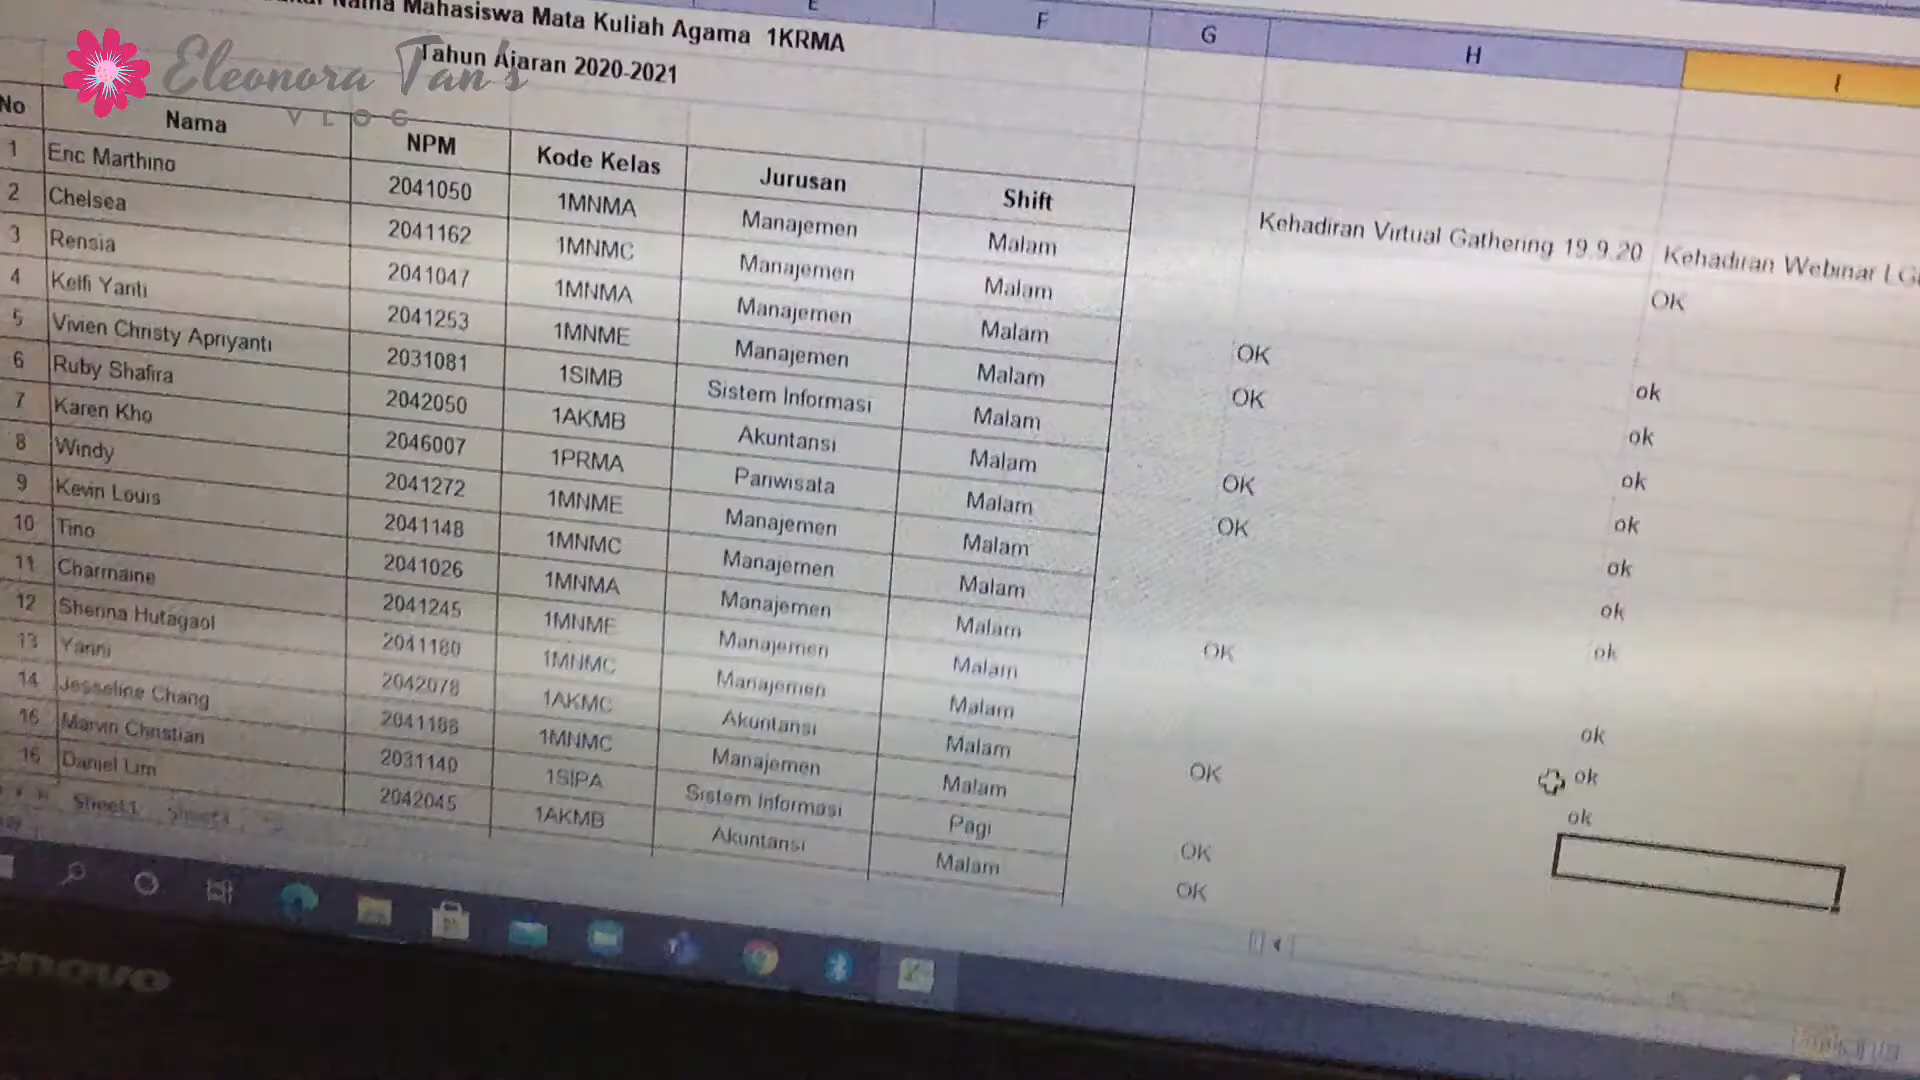 Nama Mahasiswa Mata Kuliah Agama 1KRMA
Tahun Ajaran 2020-2021
Eleonora Tan's
VLOG
E F G H I
No Nama NPM Kode Kelas Jurusan Shift Kehadiran Virtual Gathering 19.9.20 Kehadiran Webinar
1 Eric Marthino 2041050 1MNMA Manajemen Malam OK
2 Chelsea 2041162 1MNMC Manajemen Malam OK
3 Rensia 2041047 1MNMA Manajemen Malam OK ok
4 Kelfi Yanti 2041253 1MNME Manajemen Malam ok
5 Vivien Christy Apriyanti 2031081 1SIMB Sistem Informasi Malam OK ok
6 Ruby Shafira 2042050 1AKMB Akuntansi Malam OK ok
7 Karen Kho 2046007 1PRMA Pariwisata Malam ok
8 Windy 2041272 1MNME Manajemen Malam ok
9 Kevin Louis 2041148 1MNMC Manajemen Malam OK ok
10 Tino 2041026 1MNMA Manajemen Malam
11 Charmaine 2041245 1MNME Manajemen Malam ok
12 Sherina Hutagaol 2041180 1MNMC Manajemen Malam OK ok
13 Yanni 2042078 1AKMC Akuntansi Malam ok
14 Jesseline Chang 2041188 1MNMC Manajemen Malam OK
15 Marvin Christian 2031140 1SIPA Sistem Informasi Pagi OK
16 Daniel Lim 2042045 1AKMB Akuntansi Malam
Sheet1
enovo